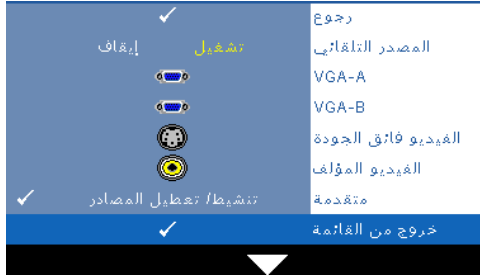 رجوع
المصدر التلقائي تشغيل إيقاف
VGA-A
VGA-B
الفيديو فائق الجودة
الفيديو المؤلف
متقدمة تنشيط/ تعطيل المصادر
خروج من القائمة